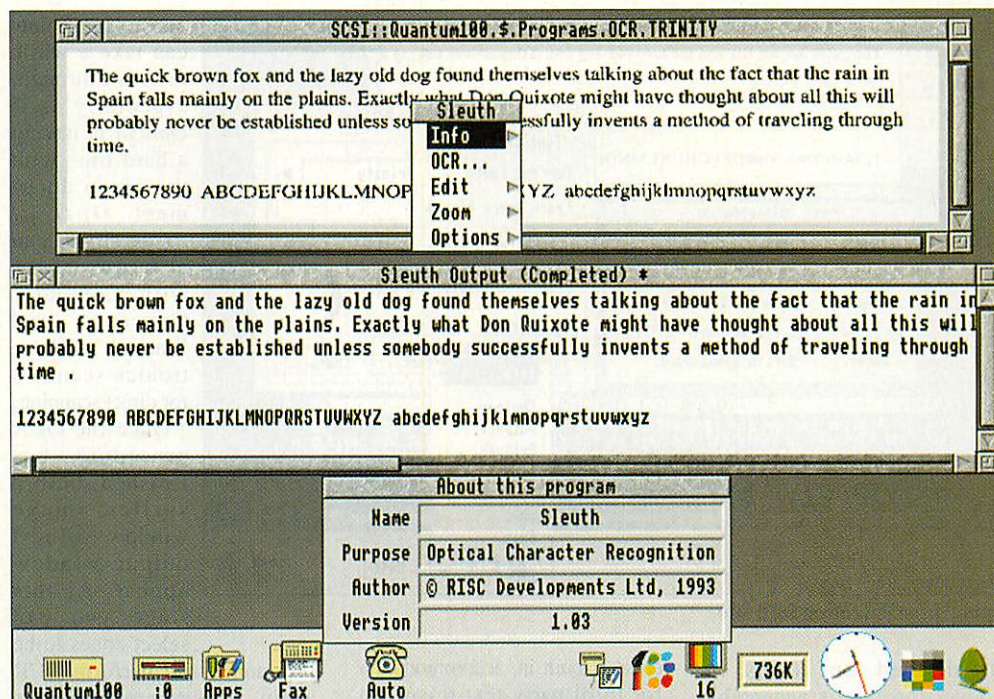 SCSI::Quantum100.$.Programs.OCR.TRINITY
The quick brown fox and the lazy old dog found themselves talking about the fact that the rain in
Spain falls mainly on the plains. Exactly what Don Quixote might have thought about all this will
probably never be established unless so essfully invents a method of traveling through
time.
1234567890 ABCDEFGHIJKLMNOP XYZ abcdefghijklmnopqrstuvwxyz
Sleuth
Info
OCR...
Edit
Zoom
Options
Sleuth Output (Completed) *
The quick brown fox and the lazy old dog found themselves talking about the fact that the rain in
Spain falls mainly on the plains. Exactly what Don Quixote might have thought about all this will
probably never be established unless somebody successfully invents a method of traveling through
time .
1234567890 ABCDEFGHIJKLMNOPQRSTUVWXYZ abcdefghijklmnopqrstuvwxyz
About this program
Name Sleuth
Purpose Optical Character Recognition
Author © RISC Developments Ltd, 1993
Version 1.03
Quantum100 :0 Apps Fax Auto 16 736K